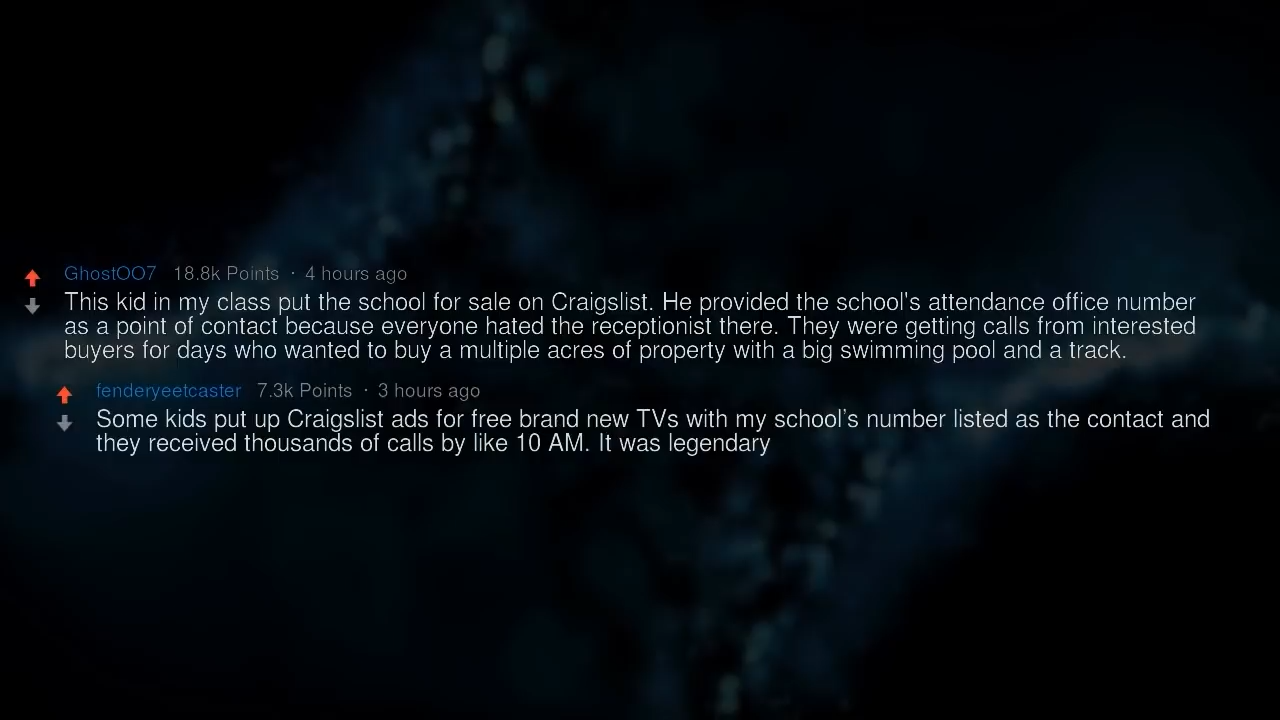 GhostOO7 18.8k Points · 4 hours ago
This kid in my class put the school for sale on Craigslist. He provided the school's attendance office number
as a point of contact because everyone hated the receptionist there. They were getting calls from interested
buyers for days who wanted to buy a multiple acres of property with a big swimming pool and a track.
fenderyeetcaster 7.3k Points · 3 hours ago
Some kids put up Craigslist ads for free brand new TVs with my school’s number listed as the contact and
they received thousands of calls by like 10 AM. It was legendary